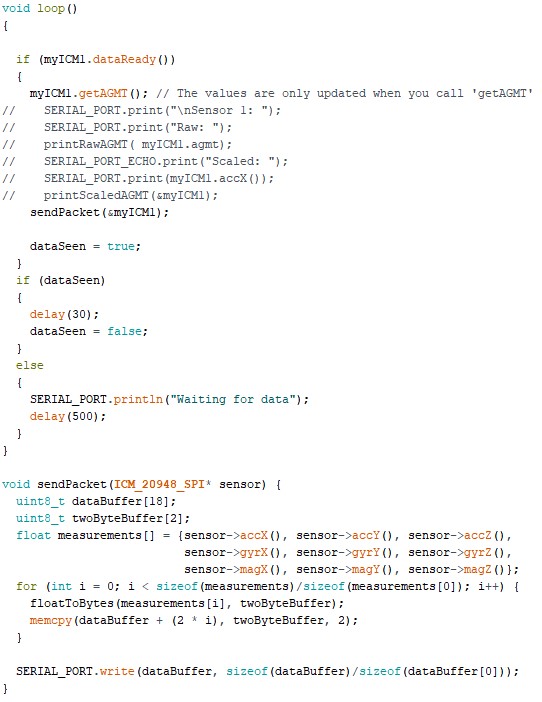 void loop()
{
  if (myICM1.dataReady())
  {
    myICM1.getAGMT(); // The values are only updated when you call 'getAGMT'
//    SERIAL_PORT.print("\nSensor 1: ");
//    SERIAL_PORT.print("Raw: ");
//    printRawAGMT( myICM1.agmt);
//    SERIAL_PORT_ECHO.print("Scaled: ");
//    SERIAL_PORT.print(myICM1.accX());
//    printScaledAGMT(&myICM1);
    sendPacket(&myICM1);
    dataSeen = true;
  }
  if (dataSeen)
  {
    delay(30);
    dataSeen = false;
  }
  else
  {
    SERIAL_PORT.println("Waiting for data");
    delay(500);
  }
}
void sendPacket(ICM_20948_SPI* sensor) {
  uint8_t dataBuffer[18];
  uint8_t twoByteBuffer[2];
  float measurements[] = {sensor->accX(), sensor->accY(), sensor->accZ(),
                          sensor->gyrX(), sensor->gyrY(), sensor->gyrZ(),
                          sensor->magX(), sensor->magY(), sensor->magZ()};
  for (int i = 0; i < sizeof(measurements)/sizeof(measurements[0]); i++) {
    floatToBytes(measurements[i], twoByteBuffer);
    memcpy(dataBuffer + (2 * i), twoByteBuffer, 2);
  }
  SERIAL_PORT.write(dataBuffer, sizeof(dataBuffer)/sizeof(dataBuffer[0]));
}